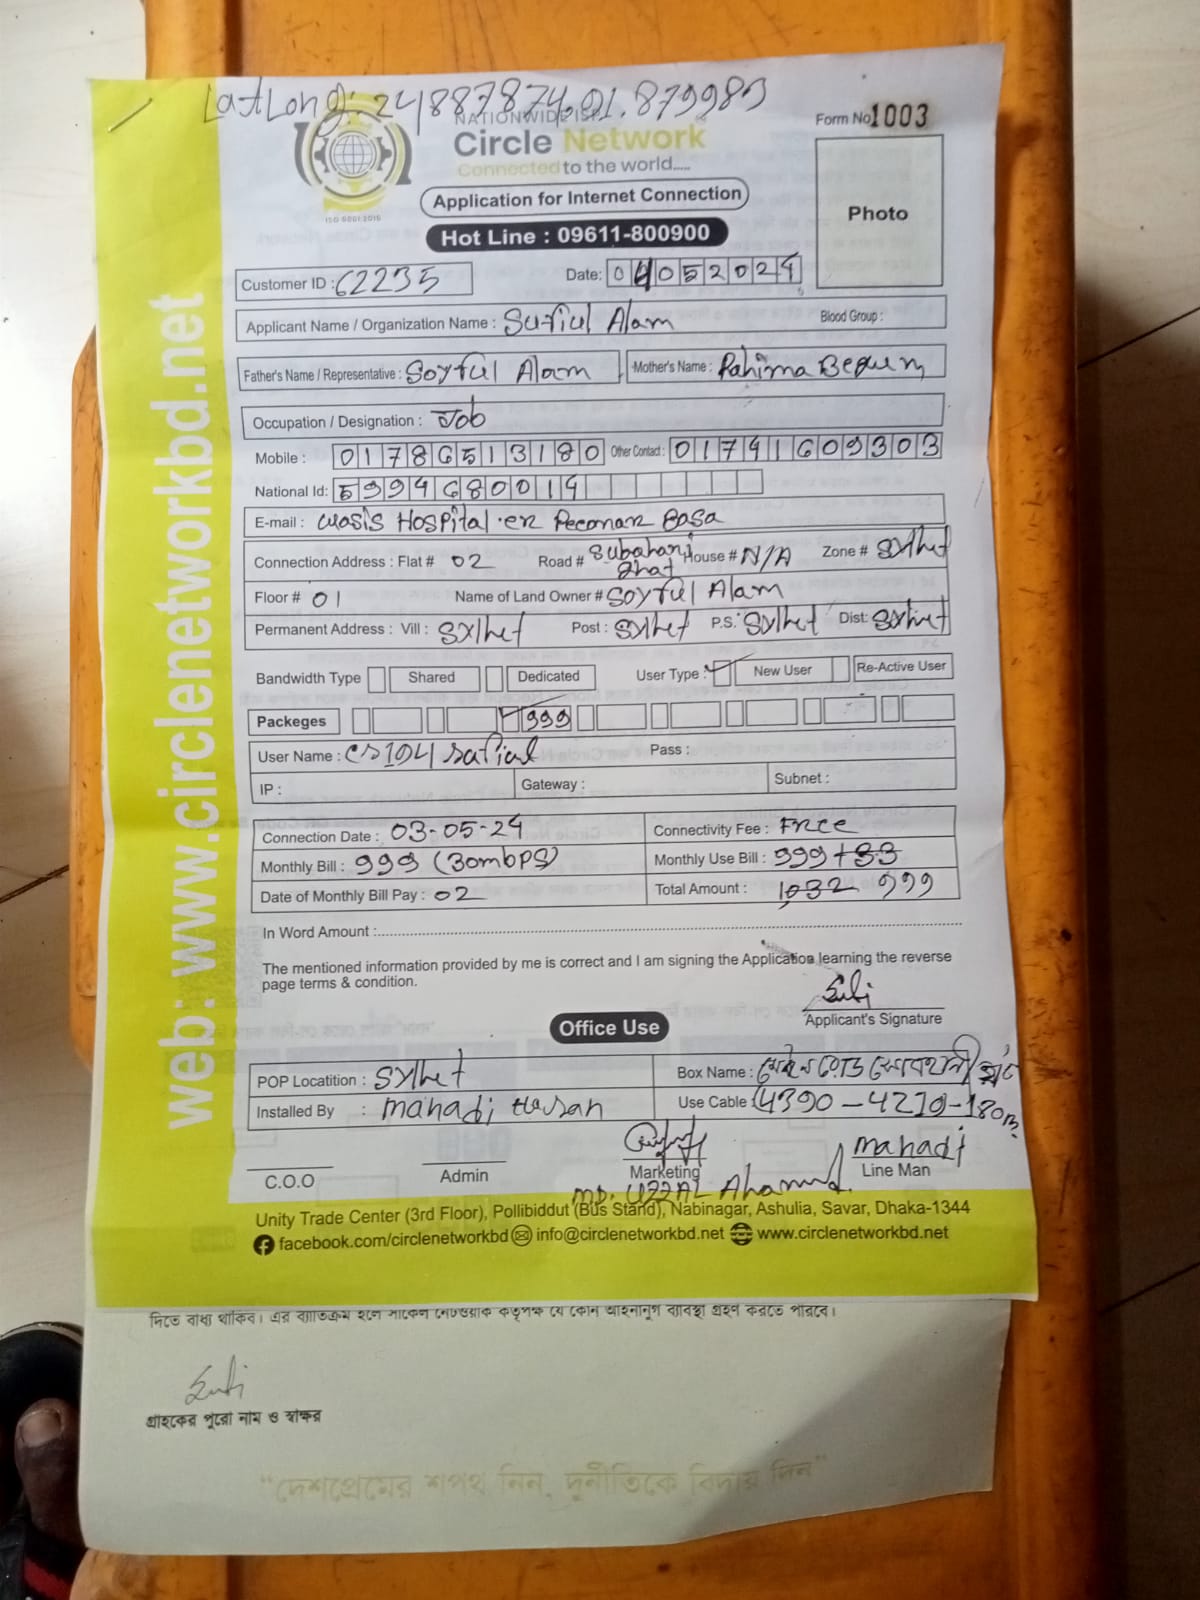 LatLong: 24.887874, 91.879983
NATIONWIDE ISP
Circle Network
Connected to the world.....
ISO 9001:2015
Form No 1003
Photo
Application for Internet Connection
Hot Line : 09611-800900
Customer ID : 62235 Date: 04052024
Applicant Name / Organization Name : Sufiul Alam Blood Group :
Father's Name / Representative : Soyful Alam Mother's Name : Rahima Begum
Occupation / Designation : Job
Mobile : 01786513180 Other Contact : 01741609303
National Id: 5994680014
E-mail : Hospital er Basa
Connection Address : Flat # 02 Road # Subahani Ghat House # N/A Zone # Sylhet
Floor # 01 Name of Land Owner # Soyful Alam
Permanent Address : Vill : Sylhet Post : Sylhet P.S: Sylhet Dist: Sylhet
Bandwidth Type Shared Dedicated User Type : New User Re-Active User
Packeges 999
User Name : Pass :
IP : Gateway : Subnet :
Connection Date : 03-05-24 Connectivity Fee : Free
Monthly Bill : 999 (30mbps) Monthly Use Bill : 999+33
Date of Monthly Bill Pay : 02 Total Amount : 1032 999
In Word Amount :
The mentioned information provided by me is correct and I am signing the Application learning the reverse
page terms & condition.
Applicant's Signature
Office Use
POP Locatition : Sylhet Box Name :
Installed By : Mahadi Hasan Use Cable : 4390-4210-180m
mahadi
C.O.O Admin Marketing Line Man
MD. UZZAL Ahamed.
Unity Trade Center (3rd Floor), Pollibiddut (Bus Stand), Nabinagar, Ashulia, Savar, Dhaka-1344
facebook.com/circlenetworkbd info@circlenetworkbd.net www.circlenetworkbd.net
web: www.circlenetworkbd.net
দিতে বাধ্য থাকিব। এর ব্যতিক্রম হলে সার্কেল নেটওয়ার্ক কর্তৃপক্ষ যে কোন আইনানুগ ব্যবস্থা গ্রহণ করতে পারবে।
গ্রাহকের পুরো নাম ও স্বাক্ষর
"দেশপ্রেমের শপথ নিন, দুর্নীতিকে বিদায় দিন"